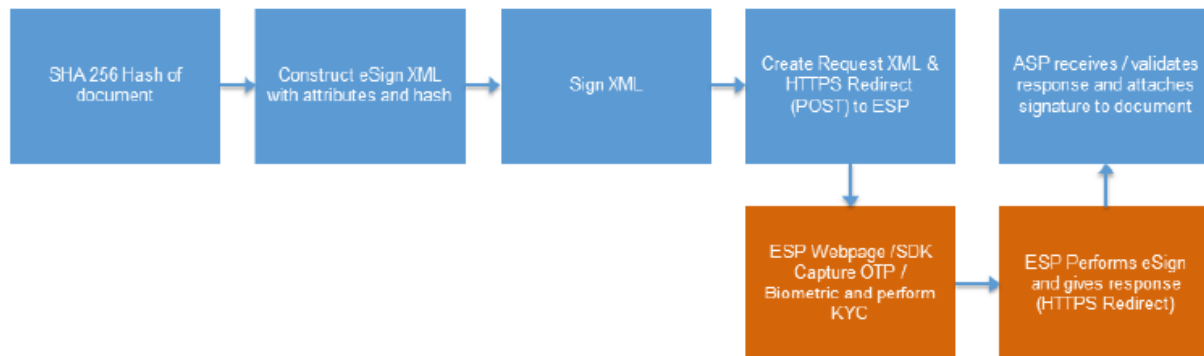 SHA 256 Hash of
document
Construct eSign XML
with attributes and hash
Sign XML
Create Request XML &
HTTPS Redirect
(POST) to ESP
ASP receives / validates
response and attaches
signature to document
ESP Webpage /SDK
Capture OTP /
Biometric and perform
KYC
ESP Performs eSign
and gives response
(HTTPS Redirect)